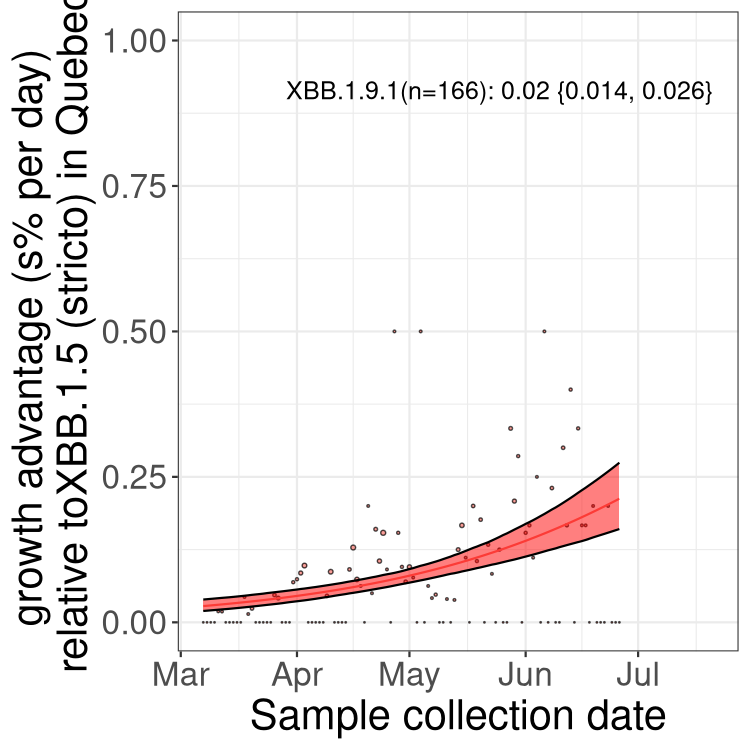 growth advantage (s% per day)
relative toXBB.1.5 (stricto) in Quebec
1.00
0.75
0.50
0.25
0.00
XBB.1.9.1(n=166): 0.02 {0.014, 0.026}
Mar Apr May Jun Jul
Sample collection date